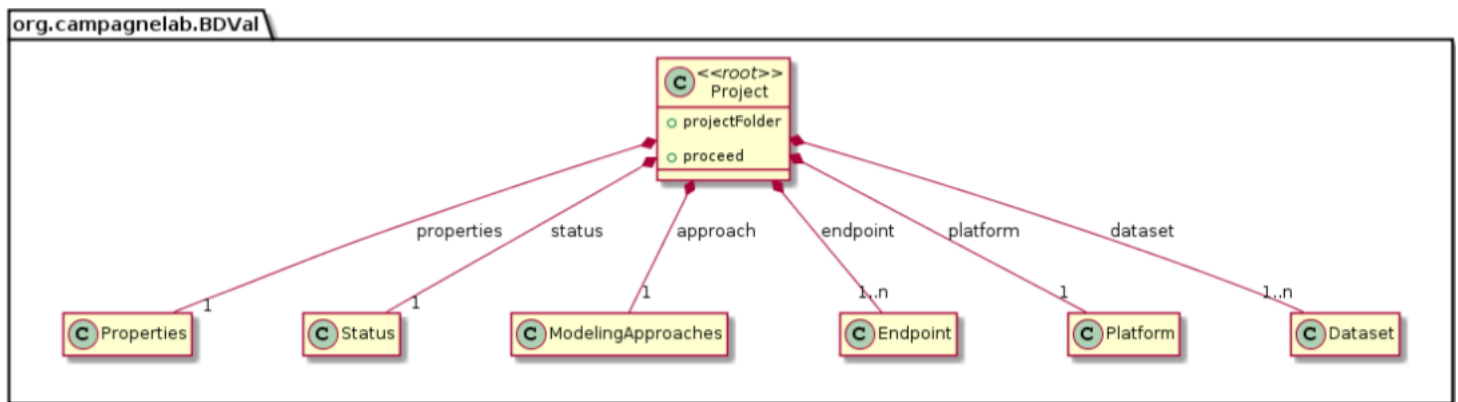 org.campagnelab.BDVal
C <<root>>
Project
projectFolder
proceed
properties status approach endpoint platform dataset
1 1 1 1..n 1 1..n
C Properties C Status C ModelingApproaches C Endpoint C Platform C Dataset